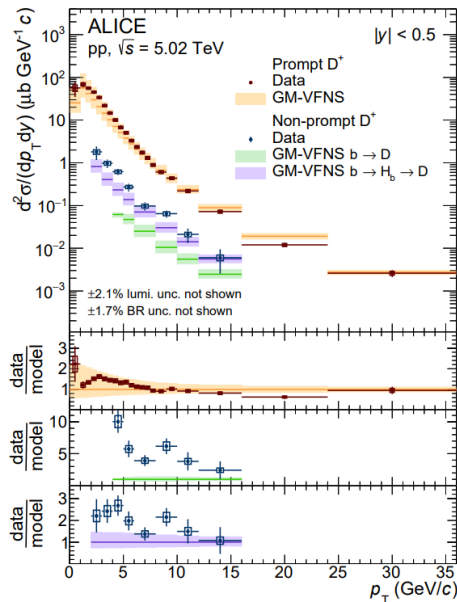 ALICE
pp, √s = 5.02 TeV
|y| < 0.5
Prompt D⁺
Data
GM-VFNS
Non-prompt D⁺
Data
GM-VFNS b → D
GM-VFNS b → H_b → D
±2.1% lumi. unc. not shown
±1.7% BR unc. not shown
d²σ/(dp_T dy) (μb GeV⁻¹ c)
10³
10²
10
1
10⁻¹
10⁻²
10⁻³
data/model
3
2
1
data/model
10
5
data/model
3
2
1
0 5 10 15 20 25 30 35
p_T (GeV/c)